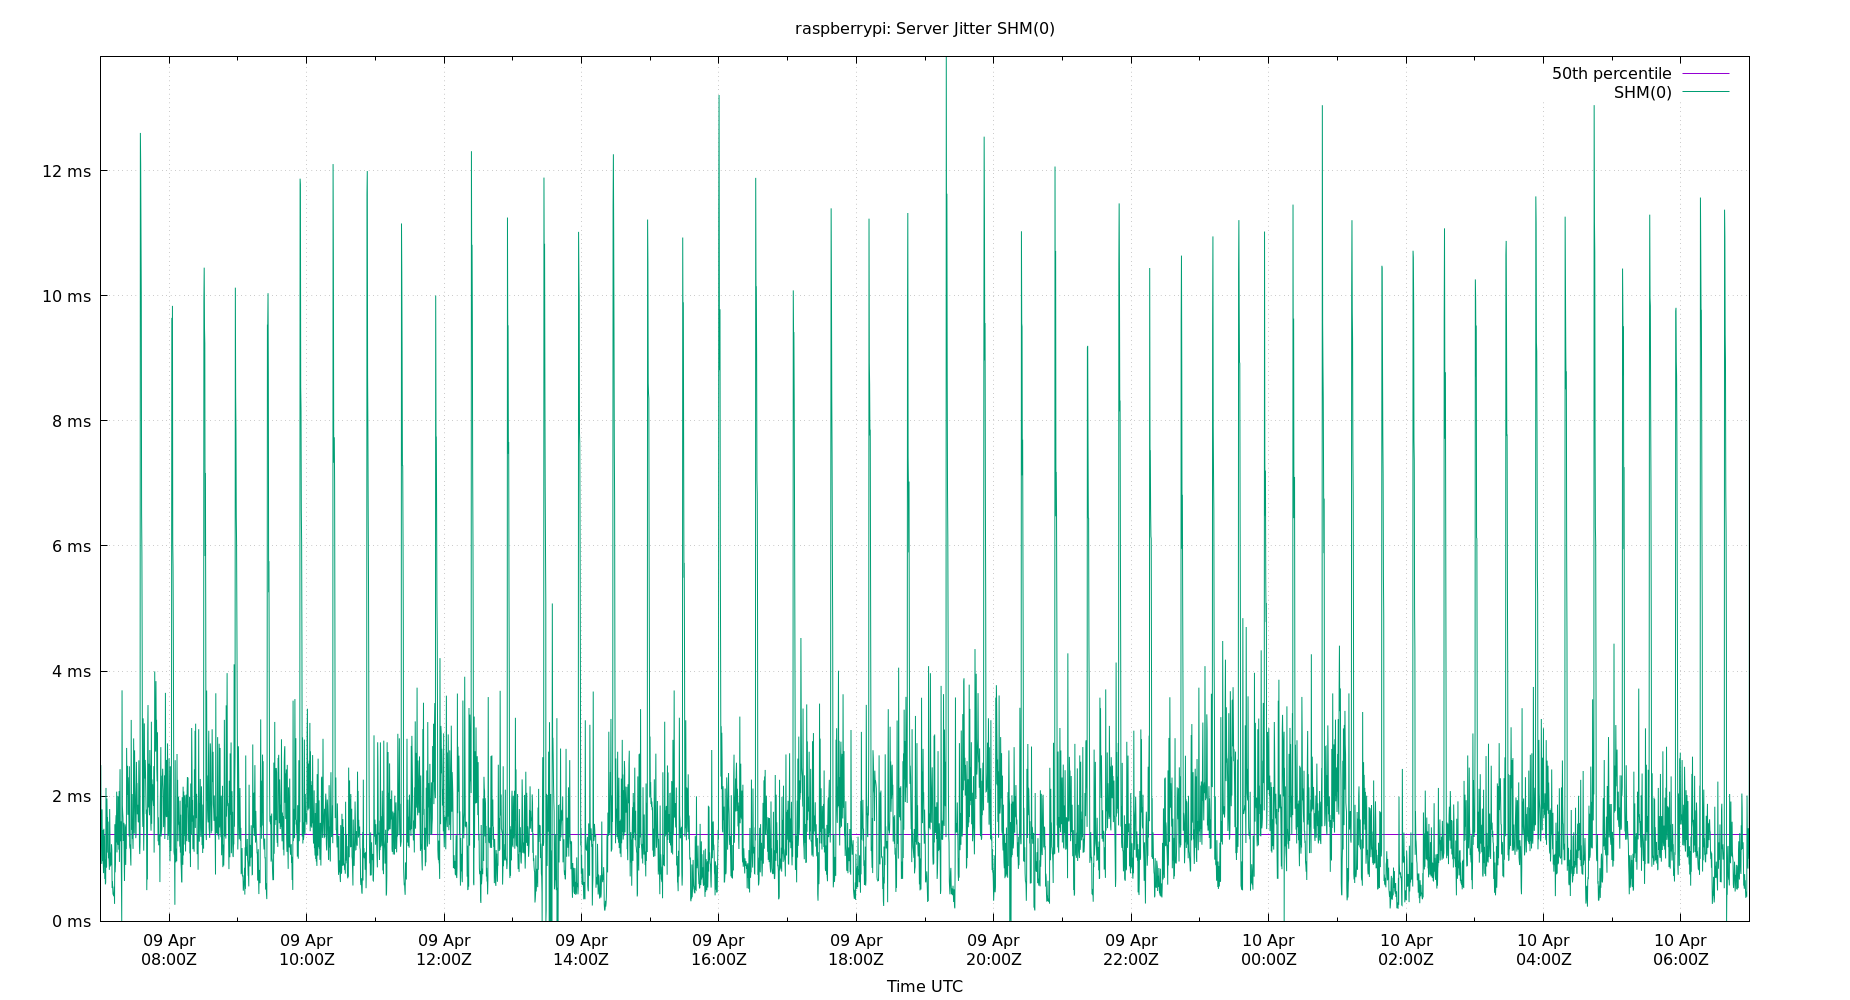 raspberrypi: Server Jitter SHM(0)
50th percentile
SHM(0)
12 ms
10 ms
8 ms
6 ms
4 ms
2 ms
0 ms
09 Apr 09 Apr 09 Apr 09 Apr 09 Apr 09 Apr 09 Apr 09 Apr 10 Apr 10 Apr 10 Apr 10 Apr
08:00Z 10:00Z 12:00Z 14:00Z 16:00Z 18:00Z 20:00Z 22:00Z 00:00Z 02:00Z 04:00Z 06:00Z
Time UTC